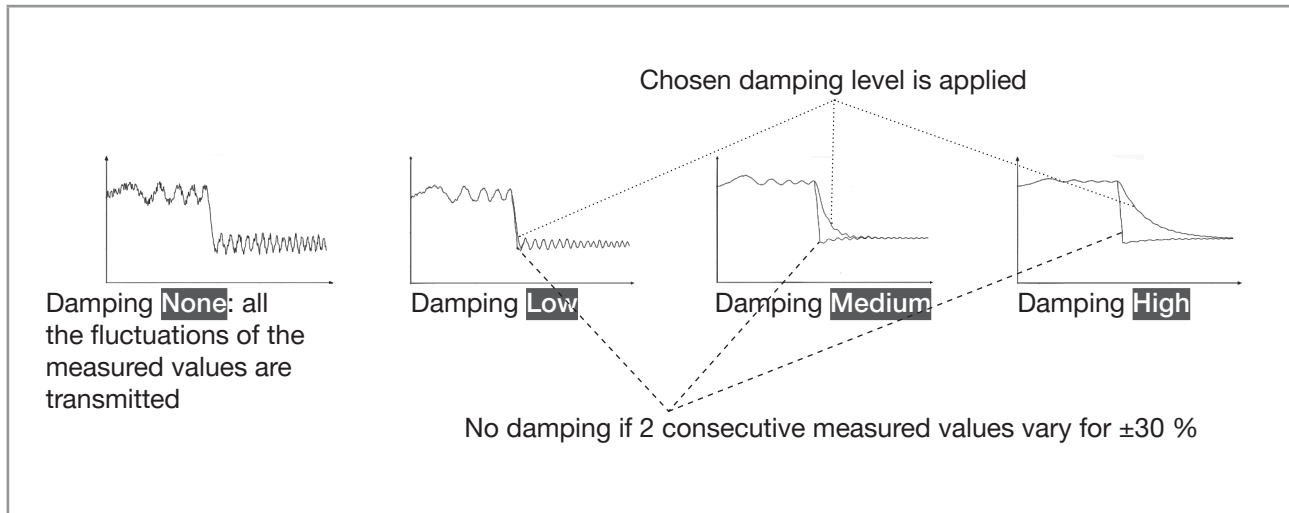 Chosen damping level is applied
Damping None: all
the fluctuations of the
measured values are
transmitted
Damping Low
Damping Medium
Damping High
No damping if 2 consecutive measured values vary for ±30 %